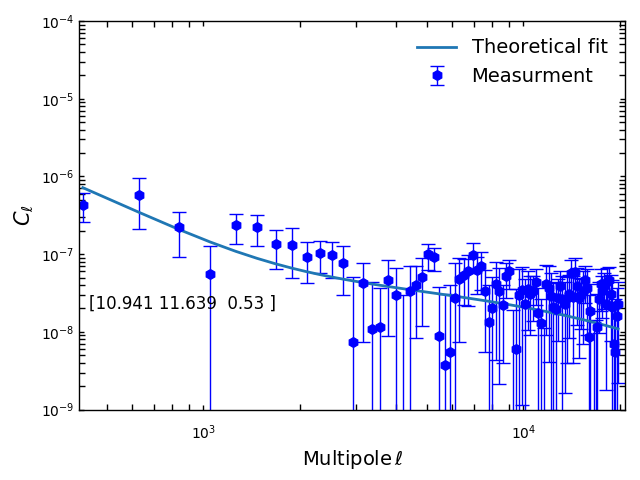 10⁻⁴
Theoretical fit
Measurment
10⁻⁵
10⁻⁶
C_ℓ
10⁻⁷
[10.941 11.639  0.53 ]
10⁻⁸
10⁻⁹
10³
10⁴
Multipole ℓ